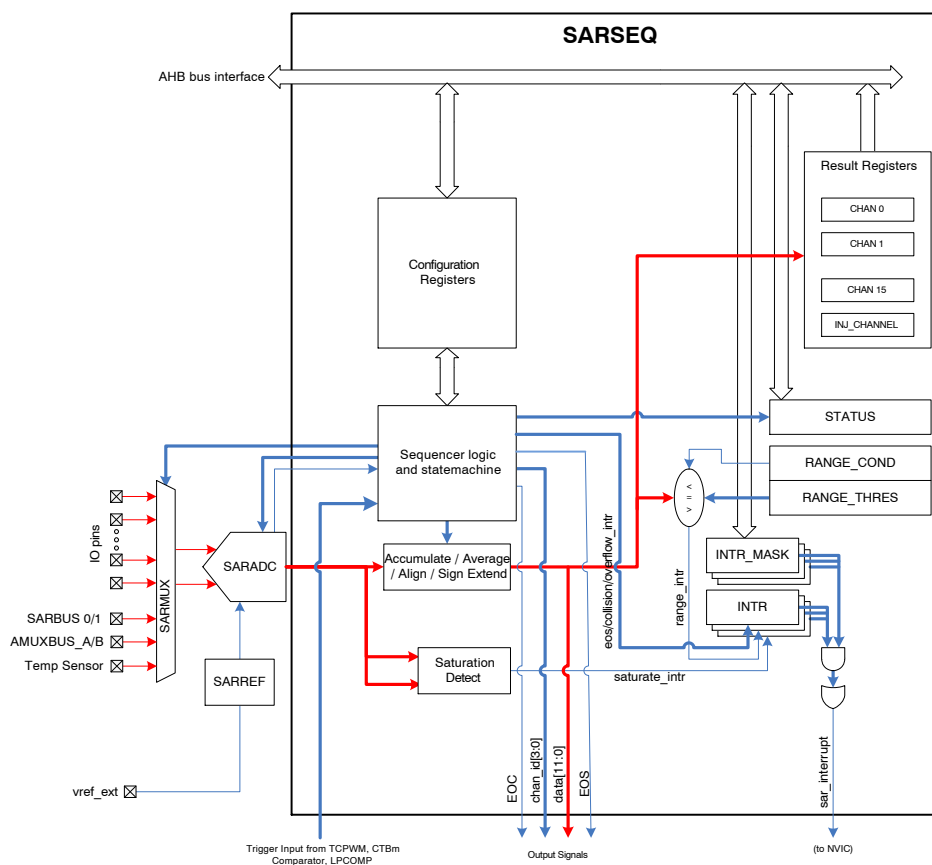 SARSEQ
AHB bus interface
Result Registers
CHAN 0
CHAN 1
CHAN 15
INJ_CHANNEL
Configuration
Registers
STATUS
Sequencer logic
and statemachine
RANGE_COND
RANGE_THRES
<
=
>
IO pins
SARMUX
SARADC
Accumulate / Average
/ Align / Sign Extend
eos/collision/overflow_intr
range_intr
INTR_MASK
INTR
SARBUS 0/1
AMUXBUS_A/B
Temp Sensor
SARREF
Saturation
Detect
saturate_intr
vref_ext
EOC
chan_id[3:0]
data[11:0]
EOS
sar_interrupt
Trigger Input from TCPWM, CTBm
Comparator, LPCOMP
Output Signals
(to NVIC)